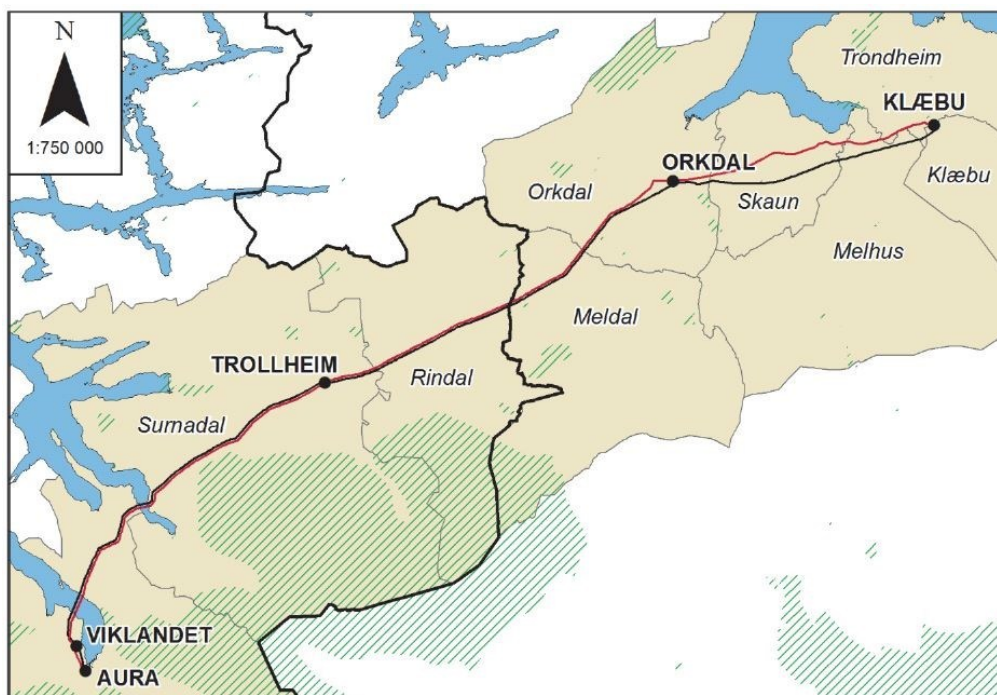 N
1:750 000
Trondheim
KLÆBU
ORKDAL
Orkdal
Skaun
Klæbu
Melhus
Meldal
TROLLHEIM
Rindal
Surnadal
VIKLANDET
AURA